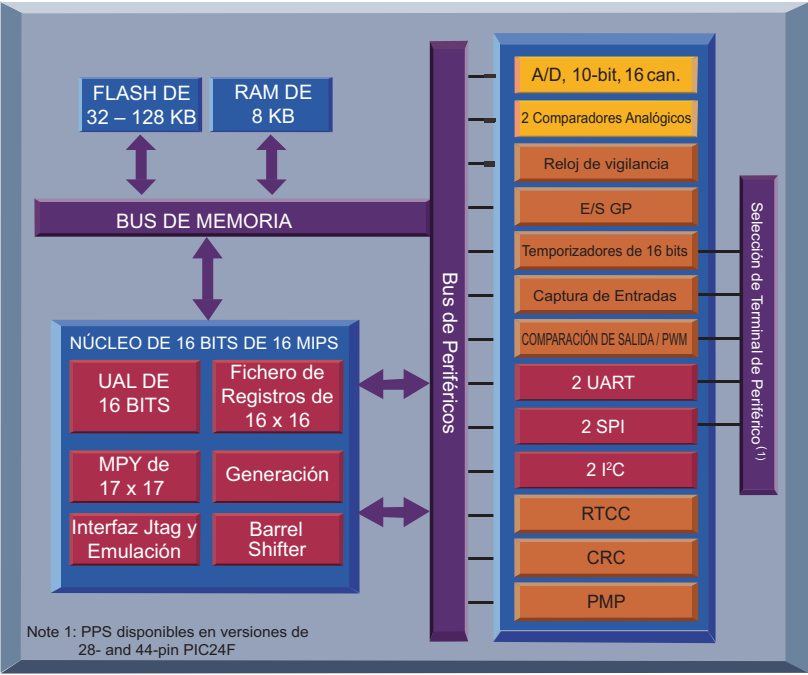 FLASH DE
32 – 128 KB
RAM DE
8 KB
BUS DE MEMORIA
NÚCLEO DE 16 BITS DE 16 MIPS
UAL DE
16 BITS
Fichero de
Registros de
16 x 16
MPY de
17 x 17
Generación
Interfaz Jtag y
Emulación
Barrel
Shifter
Note 1: PPS disponibles en versiones de
28- and 44-pin PIC24F
Bus de Periféricos
A/D, 10-bit, 16 can.
2 Comparadores Analógicos
Reloj de vigilancia
E/S GP
Temporizadores de 16 bits
Captura de Entradas
COMPARACIÓN DE SALIDA / PWM
2 UART
2 SPI
2 I²C
RTCC
CRC
PMP
Selección de Terminal de Periférico(1)